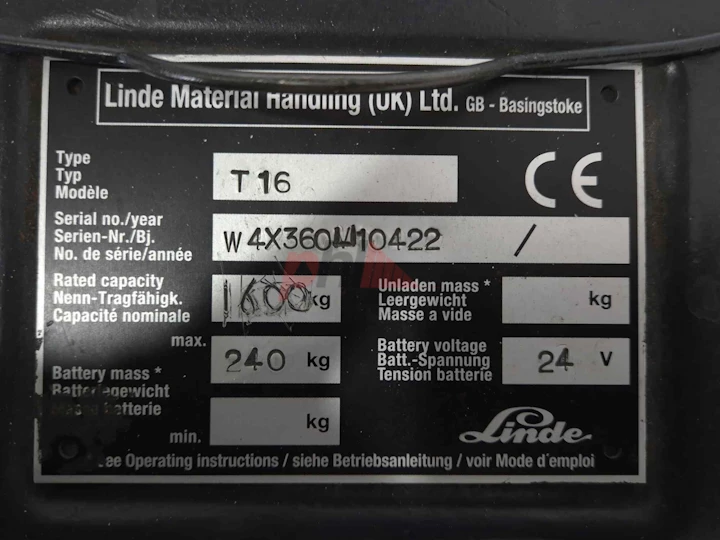 Linde Material Handling (UK) Ltd. GB - Basingstoke
Type
Typ
Modèle
T16
CE
Serial no./year
Serien-Nr./Bj.
No. de série/année
W4X360W10422 /
Rated capacity
Nenn-Tragfähigk.
Capacité nominale
1600 kg
Unladen mass *
Leergewicht
Masse a vide
kg
max.
Battery mass *
Batteriegewicht
Masse batterie
240 kg
Battery voltage
Batt.-Spannung
Tension batterie
24 V
min.
kg
Linde
Operating instructions / siehe Betriebsanleitung / voir Mode d'emploi